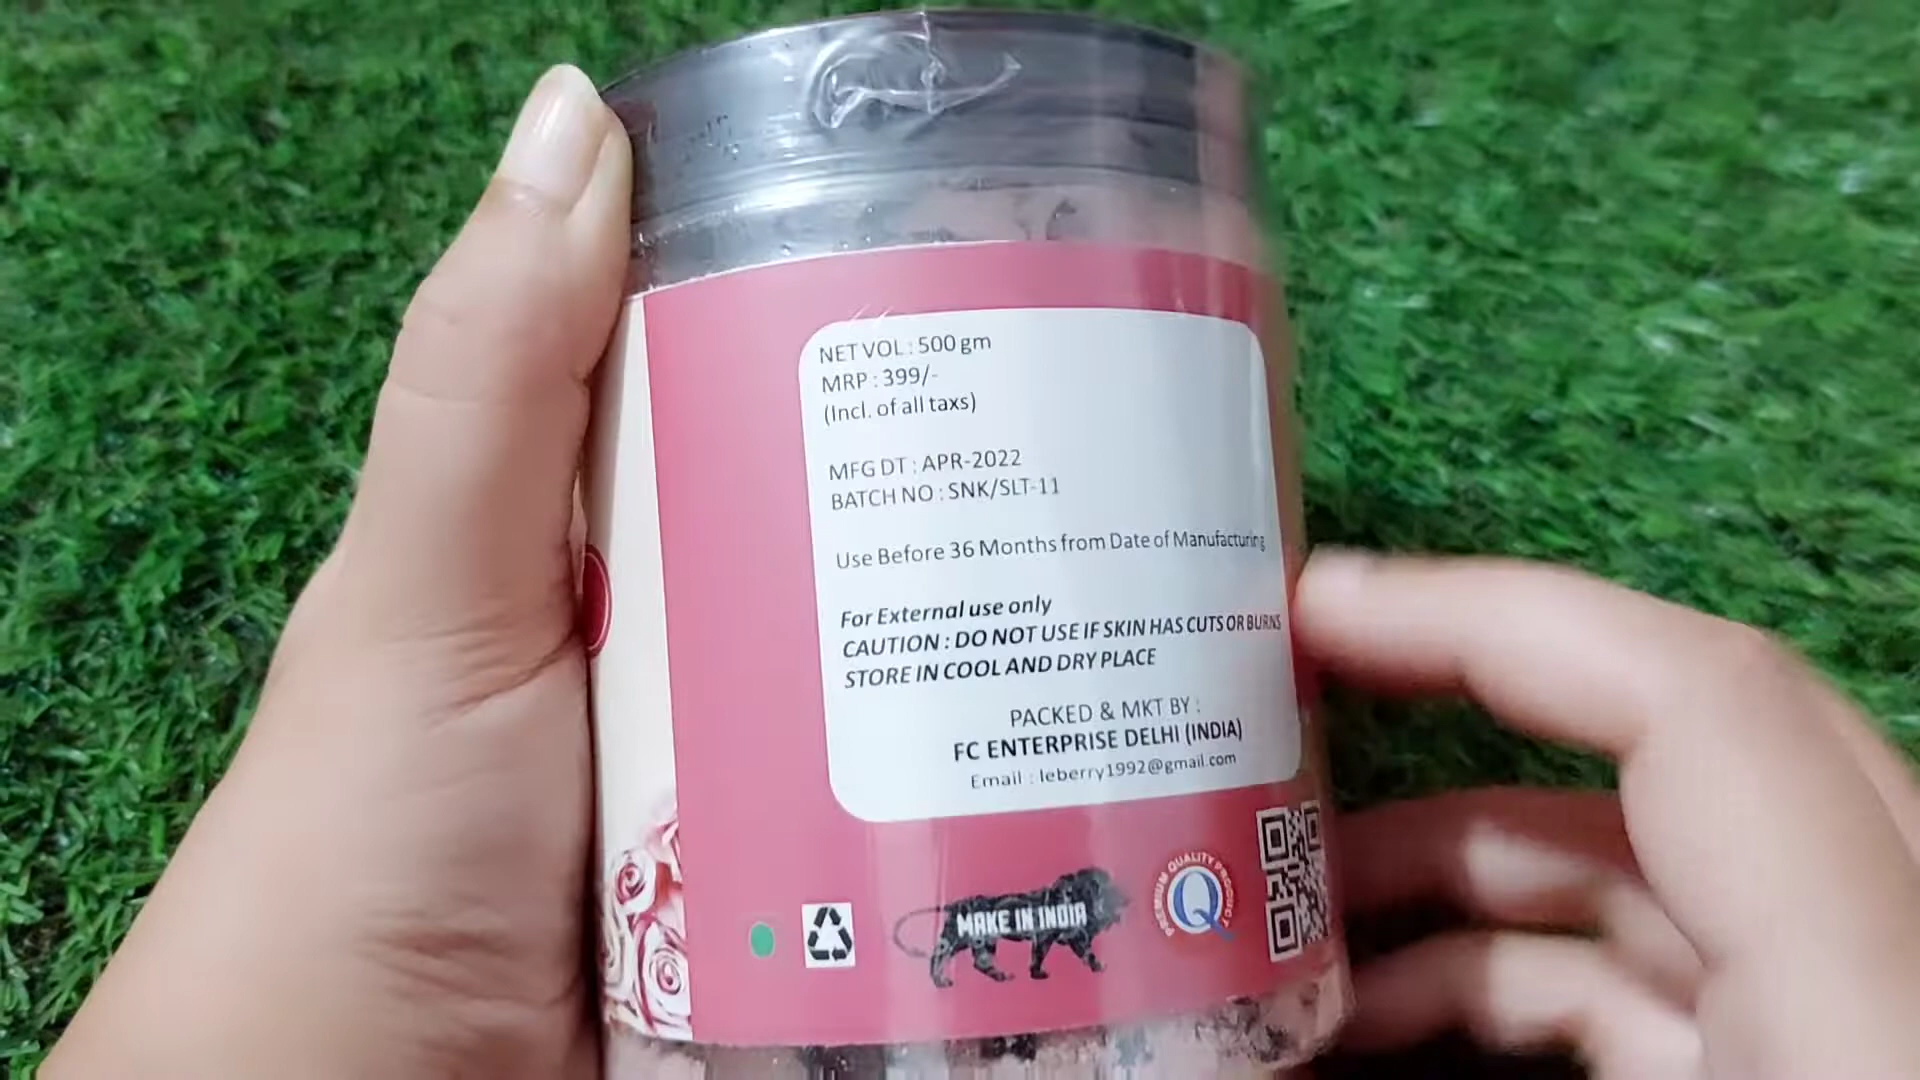 NET VOL : 500 gm
MRP : 399/-
(Incl. of all taxs)
MFG DT : APR-2022
BATCH NO : SNK/SLT-11
Use Before 36 Months from Date of Manufacturing
For External use only
CAUTION : DO NOT USE IF SKIN HAS CUTS OR BURNS
STORE IN COOL AND DRY PLACE
PACKED & MKT BY :
FC ENTERPRISE DELHI (INDIA)
Email : leberry1992@gmail.com
MAKE IN INDIA
PREMIUM QUALITY PRODUCT
Q